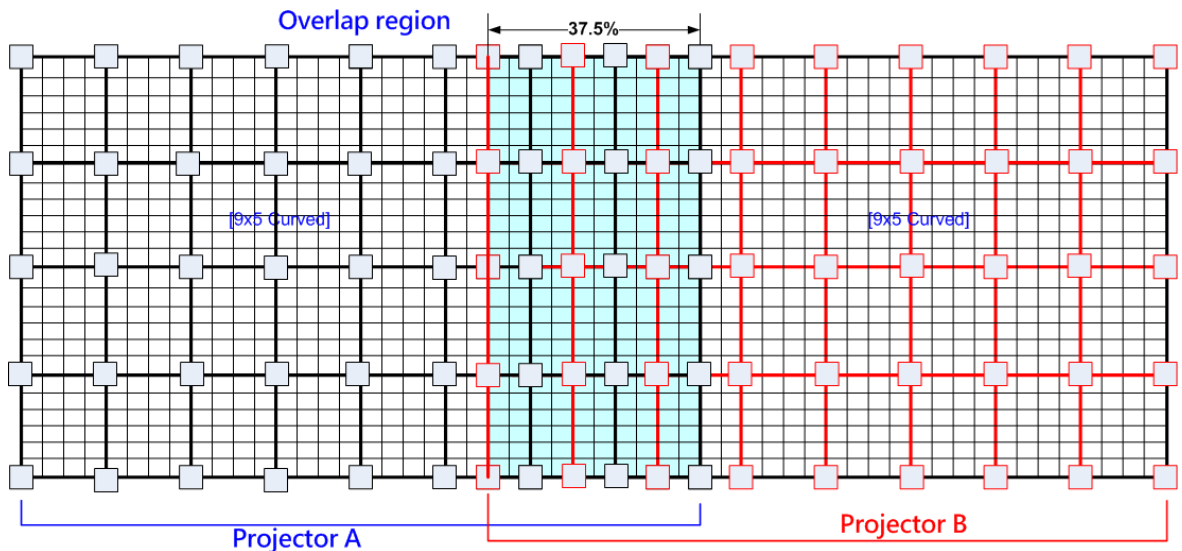 Overlap region
37.5%
[9x5 Curved]
[9x5 Curved]
Projector A
Projector B